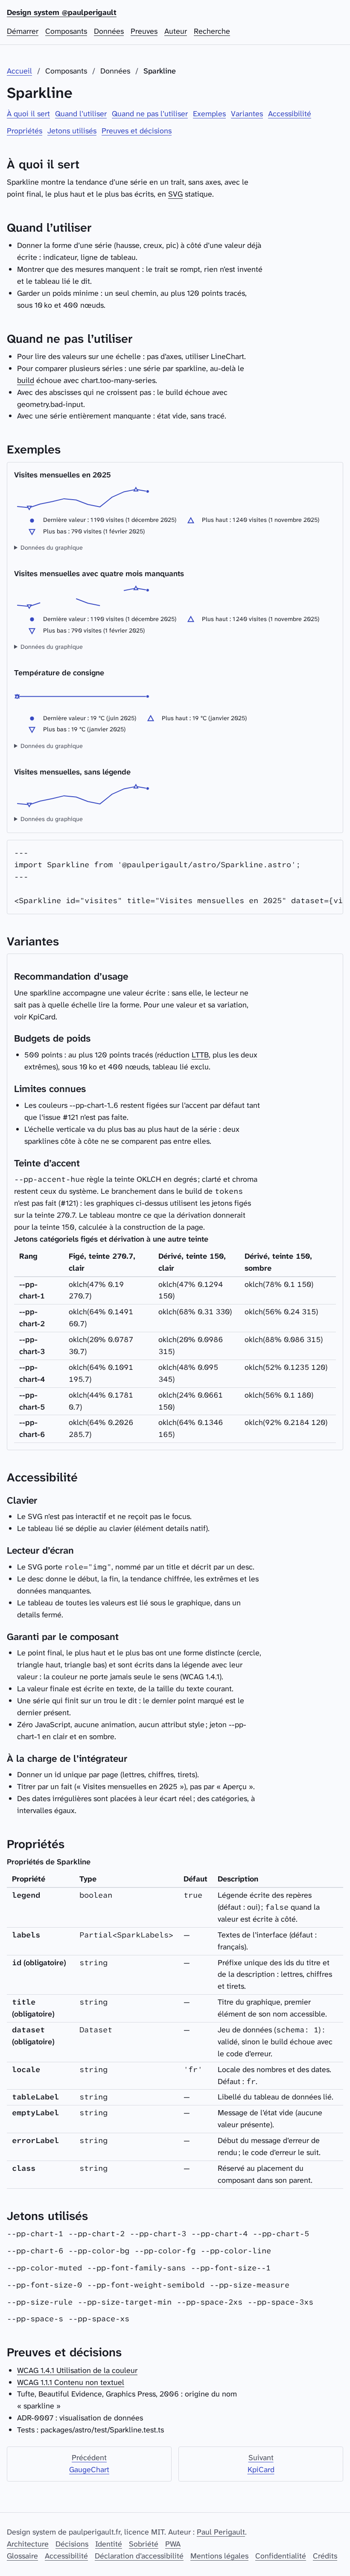 Design system @paulperigault
Démarrer Composants Données Preuves Auteur Recherche
Accueil / Composants / Données / Sparkline
Sparkline
À quoi il sert Quand l'utiliser Quand ne pas l'utiliser Exemples Variantes Accessibilité
Propriétés Jetons utilisés Preuves et décisions
À quoi il sert
Sparkline montre la tendance d'une série en un trait, sans axes, avec le
point final, le plus haut et le plus bas écrits, en SVG statique.
Quand l'utiliser
• Donner la forme d'une série (hausse, creux, pic) à côté d'une valeur déjà
écrite : indicateur, ligne de tableau.
• Montrer que des mesures manquent : le trait se rompt, rien n'est inventé
et le tableau lié le dit.
• Garder un poids minime : un seul chemin, au plus 120 points tracés,
sous 10 ko et 400 nœuds.
Quand ne pas l'utiliser
• Pour lire des valeurs sur une échelle : pas d'axes, utiliser LineChart.
• Pour comparer plusieurs séries : une série par sparkline, au-delà le
build échoue avec chart.too-many-series.
• Avec des abscisses qui ne croissent pas : le build échoue avec
geometry.bad-input.
• Avec une série entièrement manquante : état vide, sans tracé.
Exemples
Visites mensuelles en 2025
Dernière valeur : 1 190 visites (1 décembre 2025) Plus haut : 1 240 visites (1 novembre 2025)
Plus bas : 790 visites (1 février 2025)
▶ Données du graphique
Visites mensuelles avec quatre mois manquants
Dernière valeur : 1 190 visites (1 décembre 2025) Plus haut : 1 240 visites (1 novembre 2025)
Plus bas : 790 visites (1 février 2025)
▶ Données du graphique
Température de consigne
Dernière valeur : 19 °C (juin 2025) Plus haut : 19 °C (janvier 2025)
Plus bas : 19 °C (janvier 2025)
▶ Données du graphique
Visites mensuelles, sans légende
▶ Données du graphique
---
import Sparkline from '@paulperigault/astro/Sparkline.astro';
---
<Sparkline id="visites" title="Visites mensuelles en 2025" dataset={vi
Variantes
Recommandation d'usage
Une sparkline accompagne une valeur écrite : sans elle, le lecteur ne
sait pas à quelle échelle lire la forme. Pour une valeur et sa variation,
voir KpiCard.
Budgets de poids
• 500 points : au plus 120 points tracés (réduction LTTB, plus les deux
extrêmes), sous 10 ko et 400 nœuds, tableau lié exclu.
Limites connues
• Les couleurs --pp-chart-1..6 restent figées sur l'accent par défaut tant
que l'issue #121 n'est pas faite.
• L'échelle verticale va du plus bas au plus haut de la série : deux
sparklines côte à côte ne se comparent pas entre elles.
Teinte d'accent
--pp-accent-hue règle la teinte OKLCH en degrés ; clarté et chroma
restent ceux du système. Le branchement dans le build de tokens
n'est pas fait (#121) : les graphiques ci-dessus utilisent les jetons figés
sur la teinte 270.7. Le tableau montre ce que la dérivation donnerait
pour la teinte 150, calculée à la construction de la page.
Jetons catégoriels figés et dérivation à une autre teinte
Rang Figé, teinte 270.7, clair Dérivé, teinte 150, clair Dérivé, teinte 150, sombre
--pp-chart-1 oklch(47% 0.19 270.7) oklch(47% 0.1294 150) oklch(78% 0.1 150)
--pp-chart-2 oklch(64% 0.1491 60.7) oklch(68% 0.31 330) oklch(56% 0.24 315)
--pp-chart-3 oklch(20% 0.0787 30.7) oklch(20% 0.0986 315) oklch(88% 0.086 315)
--pp-chart-4 oklch(64% 0.1091 195.7) oklch(48% 0.095 345) oklch(52% 0.1235 120)
--pp-chart-5 oklch(44% 0.1781 0.7) oklch(24% 0.0661 150) oklch(56% 0.1 180)
--pp-chart-6 oklch(64% 0.2026 285.7) oklch(64% 0.1346 165) oklch(92% 0.2184 120)
Accessibilité
Clavier
• Le SVG n'est pas interactif et ne reçoit pas le focus.
• Le tableau lié se déplie au clavier (élément details natif).
Lecteur d'écran
• Le SVG porte role="img", nommé par un title et décrit par un desc.
• Le desc donne le début, la fin, la tendance chiffrée, les extrêmes et les
données manquantes.
• Le tableau de toutes les valeurs est lié sous le graphique, dans un
details fermé.
Garanti par le composant
• Le point final, le plus haut et le plus bas ont une forme distincte (cercle,
triangle haut, triangle bas) et sont écrits dans la légende avec leur
valeur : la couleur ne porte jamais seule le sens (WCAG 1.4.1).
• La valeur finale est écrite en texte, de la taille du texte courant.
• Une série qui finit sur un trou le dit : le dernier point marqué est le
dernier présent.
• Zéro JavaScript, aucune animation, aucun attribut style ; jeton --pp-
chart-1 en clair et en sombre.
À la charge de l'intégrateur
• Donner un id unique par page (lettres, chiffres, tirets).
• Titrer par un fait (« Visites mensuelles en 2025 »), pas par « Aperçu ».
• Des dates irrégulières sont placées à leur écart réel ; des catégories, à
intervalles égaux.
Propriétés
Propriétés de Sparkline
Propriété Type Défaut Description
legend boolean true Légende écrite des repères
(défaut : oui) ; false quand la
valeur est écrite à côté.
labels Partial<SparkLabels> — Textes de l'interface (défaut :
français).
id (obligatoire) string — Préfixe unique des ids du titre et
de la description : lettres, chiffres
et tirets.
title (obligatoire) string — Titre du graphique, premier
élément de son nom accessible.
dataset (obligatoire) Dataset — Jeu de données (schema: 1) ;
validé, sinon le build échoue avec
le code d'erreur.
locale string 'fr' Locale des nombres et des dates.
Défaut : fr.
tableLabel string — Libellé du tableau de données lié.
emptyLabel string — Message de l'état vide (aucune
valeur présente).
errorLabel string — Début du message d'erreur de
rendu ; le code d'erreur le suit.
class string — Réservé au placement du
composant dans son parent.
Jetons utilisés
--pp-chart-1 --pp-chart-2 --pp-chart-3 --pp-chart-4 --pp-chart-5
--pp-chart-6 --pp-color-bg --pp-color-fg --pp-color-line
--pp-color-muted --pp-font-family-sans --pp-font-size--1
--pp-font-size-0 --pp-font-weight-semibold --pp-size-measure
--pp-size-rule --pp-size-target-min --pp-space-2xs --pp-space-3xs
--pp-space-s --pp-space-xs
Preuves et décisions
• WCAG 1.4.1 Utilisation de la couleur
• WCAG 1.1.1 Contenu non textuel
• Tufte, Beautiful Evidence, Graphics Press, 2006 : origine du nom
« sparkline »
• ADR-0007 : visualisation de données
• Tests : packages/astro/test/Sparkline.test.ts
Précédent
GaugeChart
Suivant
KpiCard
Design system de paulperigault.fr, licence MIT. Auteur : Paul Perigault.
Architecture Décisions Identité Sobriété PWA
Glossaire Accessibilité Déclaration d'accessibilité Mentions légales Confidentialité Crédits